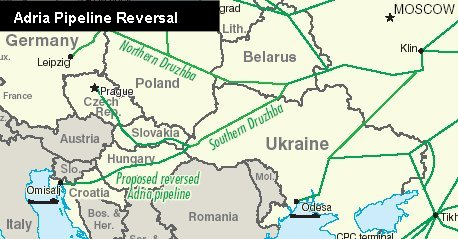 Adria Pipeline Reversal
MOSCOW
Germany
Lith.
Klin
Belarus
Leipzig
Northern Druzhba
Poland
Prague
Czech
Rep.
France
Southern Druzhba
Slovakia
Austria
Ukraine
Hungary
Slo.
Proposed reversed
Adria pipeline
Mol.
Omisalj
Croatia
Odesa
Bos. &
Her.
Romania
Italy
CPC terminal
Tikh